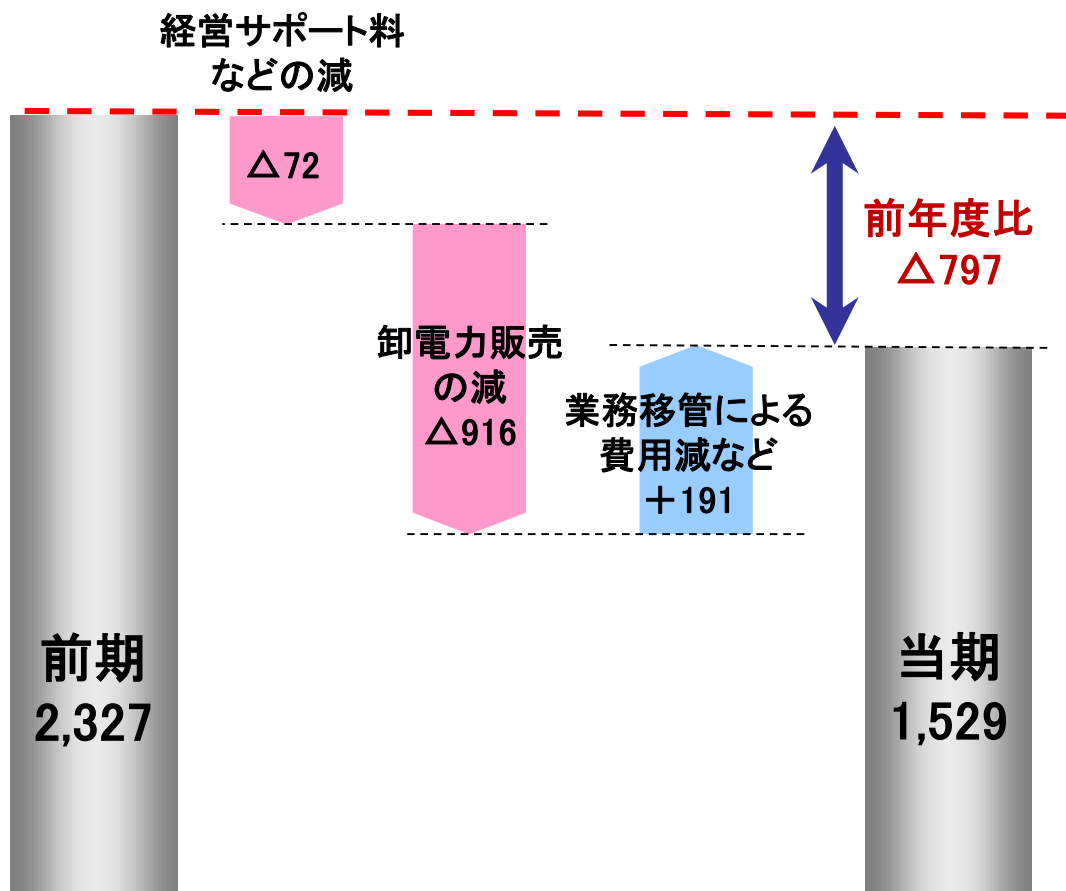 経営サポート料
などの減
△72
前年度比
△797
卸電力販売
の減
△916
業務移管による
費用減など
＋191
前期
2,327
当期
1,529